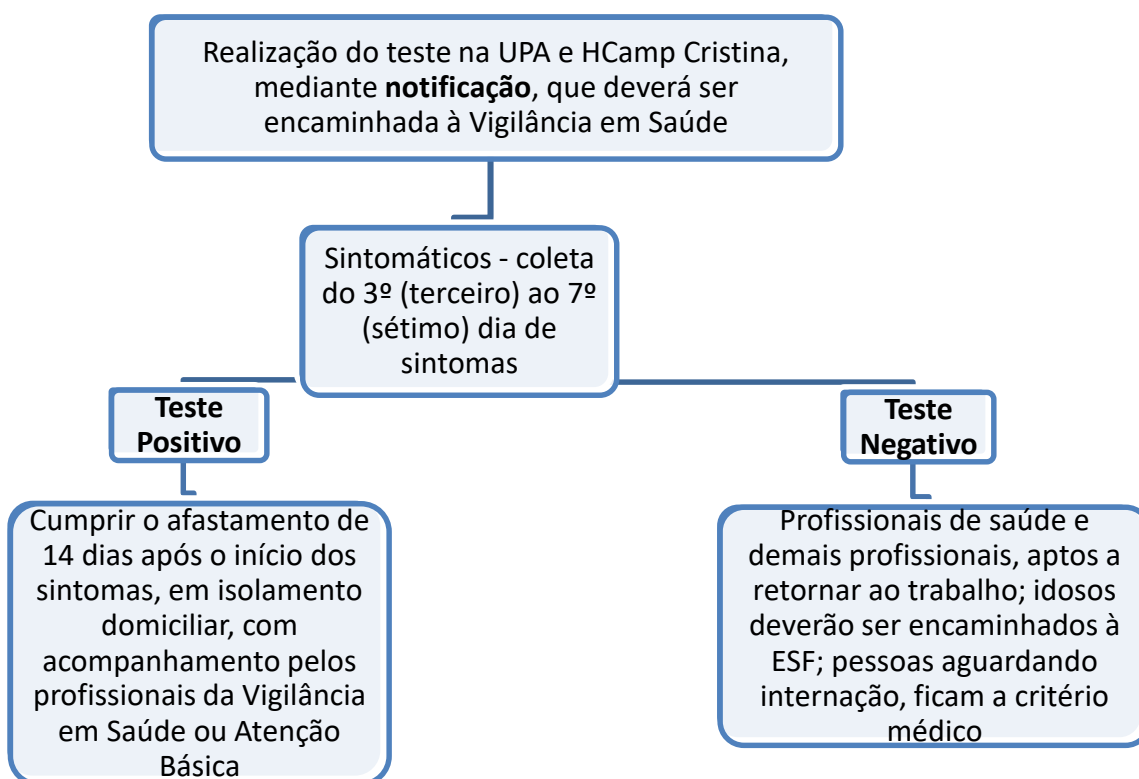 Realização do teste na UPA e HCamp Cristina,
mediante notificação, que deverá ser
encaminhada à Vigilância em Saúde
Sintomáticos - coleta
do 3º (terceiro) ao 7º
(sétimo) dia de
sintomas
Teste
Positivo
Cumprir o afastamento de
14 dias após o início dos
sintomas, em isolamento
domiciliar, com
acompanhamento pelos
profissionais da Vigilância
em Saúde ou Atenção
Básica
Teste
Negativo
Profissionais de saúde e
demais profissionais, aptos a
retornar ao trabalho; idosos
deverão ser encaminhados à
ESF; pessoas aguardando
internação, ficam a critério
médico